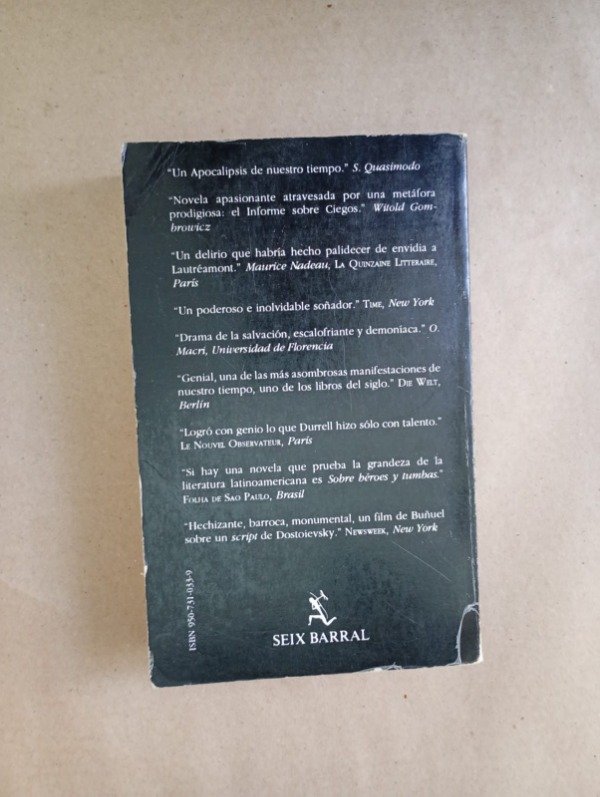 "Un Apocalipsis de nuestro tiempo." S. Quasimodo
"Novela apasionante atravesada por una metáfora
prodigiosa: el Informe sobre Ciegos." Witold Gom-
browicz
"Un delirio que habría hecho palidecer de envidia a
Lautréamont." Maurice Nadeau, LA QUINZAINE LITTERAIRE,
París
"Un poderoso e inolvidable soñador." TIME, New York
"Drama de la salvación, escalofriante y demoníaca." O.
Macrí, Universidad de Florencia
"Genial, una de las más asombrosas manifestaciones de
nuestro tiempo, uno de los libros del siglo." DIE WELT,
Berlín
"Logró con genio lo que Durrell hizo sólo con talento."
LE NOUVEL OBSERVATEUR, París
"Si hay una novela que prueba la grandeza de la
literatura latinoamericana es Sobre héroes y tumbas."
FOLHA DE SAO PAULO, Brasil
"Hechizante, barroca, monumental, un film de Buñuel
sobre un script de Dostoievsky." NEWSWEEK, New York
ISBN 950-731-033-9
SEIX BARRAL